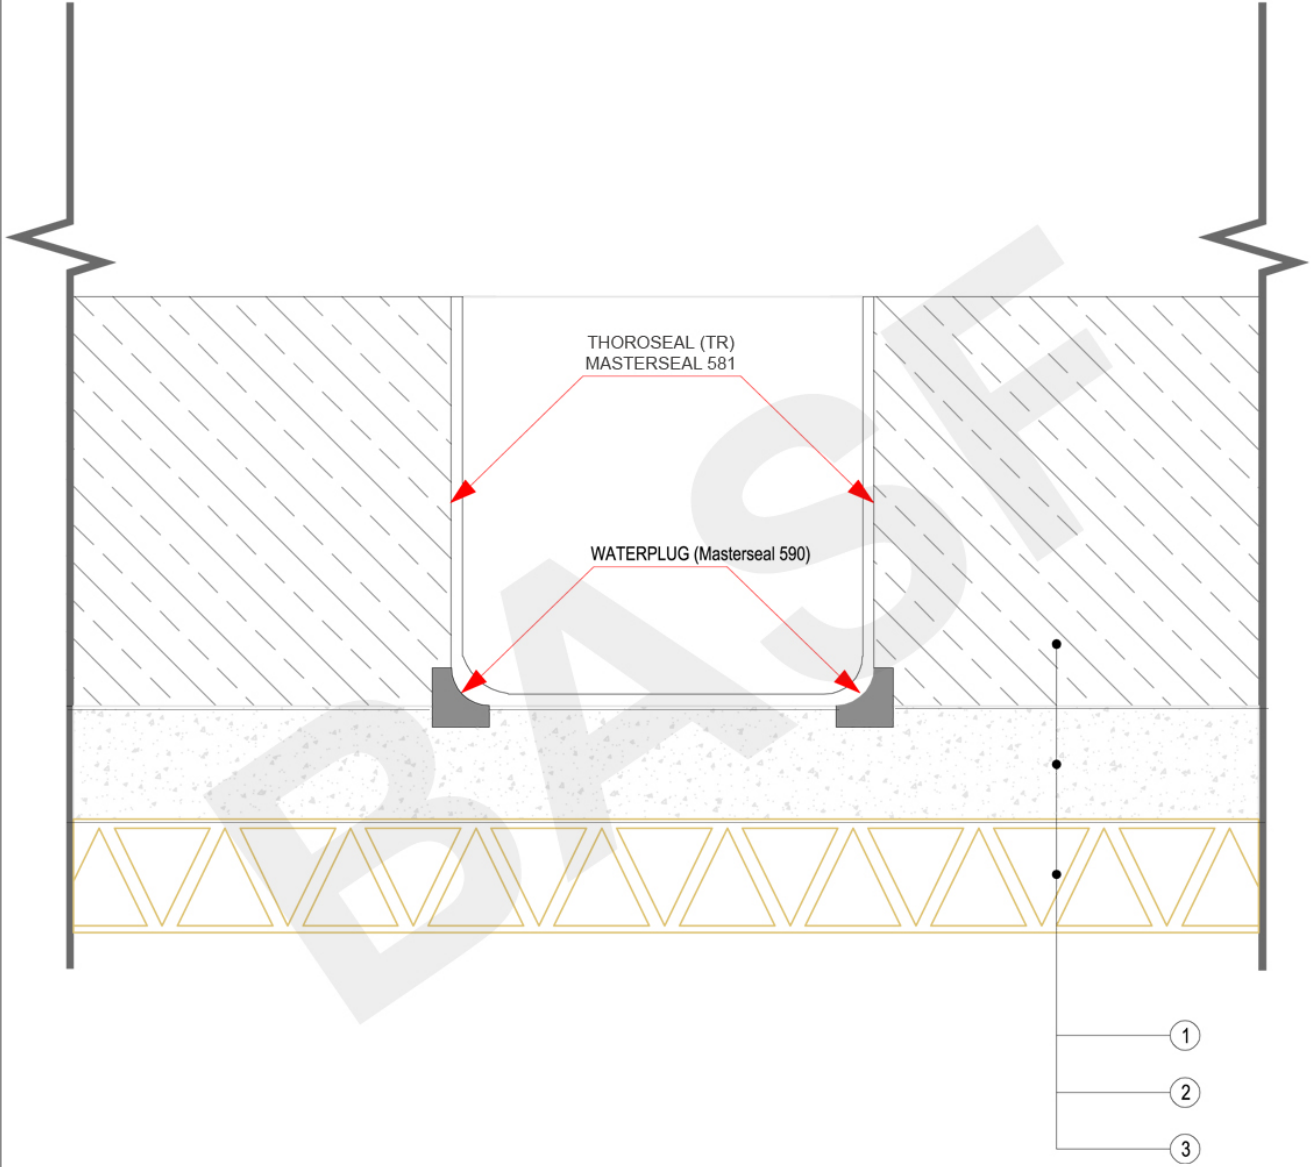 THOROSEAL (TR)
MASTERSEAL 581
WATERPLUG (Masterseal 590)
BASF
1
2
3